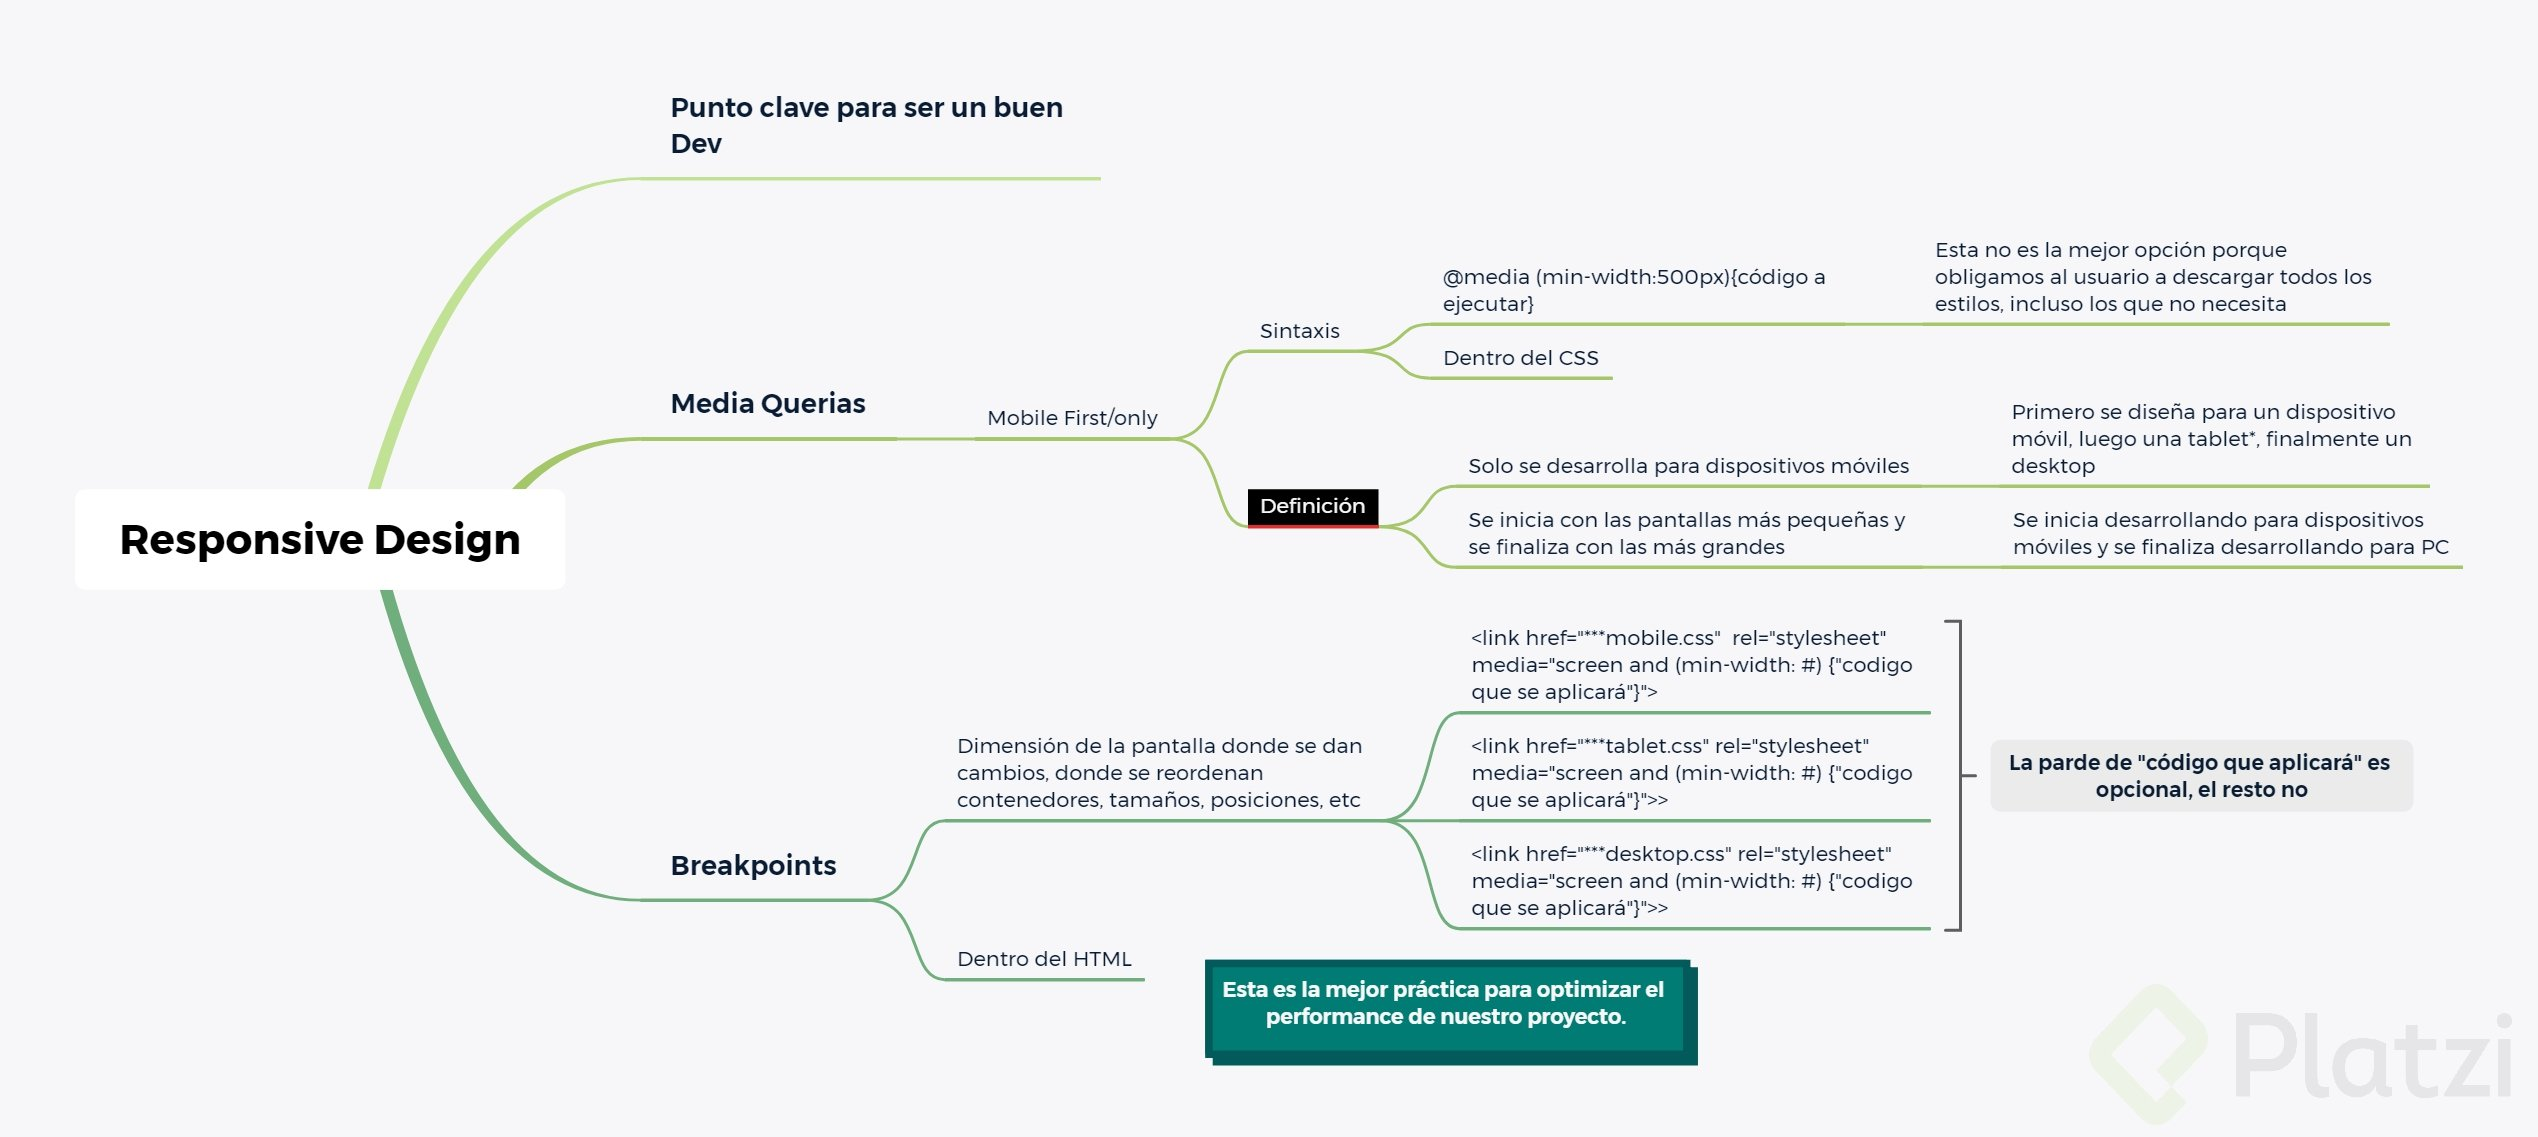 Punto clave para ser un buen
Dev
Responsive Design
Media Querias
Mobile First/only
Sintaxis
@media (min-width:500px){código a
ejecutar}
Esta no es la mejor opción porque
obligamos al usuario a descargar todos los
estilos, incluso los que no necesita
Dentro del CSS
Definición
Solo se desarrolla para dispositivos móviles
Primero se diseña para un dispositivo
móvil, luego una tablet*, finalmente un
desktop
Se inicia con las pantallas más pequeñas y
se finaliza con las más grandes
Se inicia desarrollando para dispositivos
móviles y se finaliza desarrollando para PC
Breakpoints
Dimensión de la pantalla donde se dan
cambios, donde se reordenan
contenedores, tamaños, posiciones, etc
<link href="***mobile.css"  rel="stylesheet"
media="screen and (min-width: #) {"codigo
que se aplicará"}">
<link href="***tablet.css" rel="stylesheet"
media="screen and (min-width: #) {"codigo
que se aplicará"}">>
<link href="***desktop.css" rel="stylesheet"
media="screen and (min-width: #) {"codigo
que se aplicará"}">>
La parde de "código que aplicará" es
opcional, el resto no
Dentro del HTML
Esta es la mejor práctica para optimizar el
performance de nuestro proyecto.
Platzi